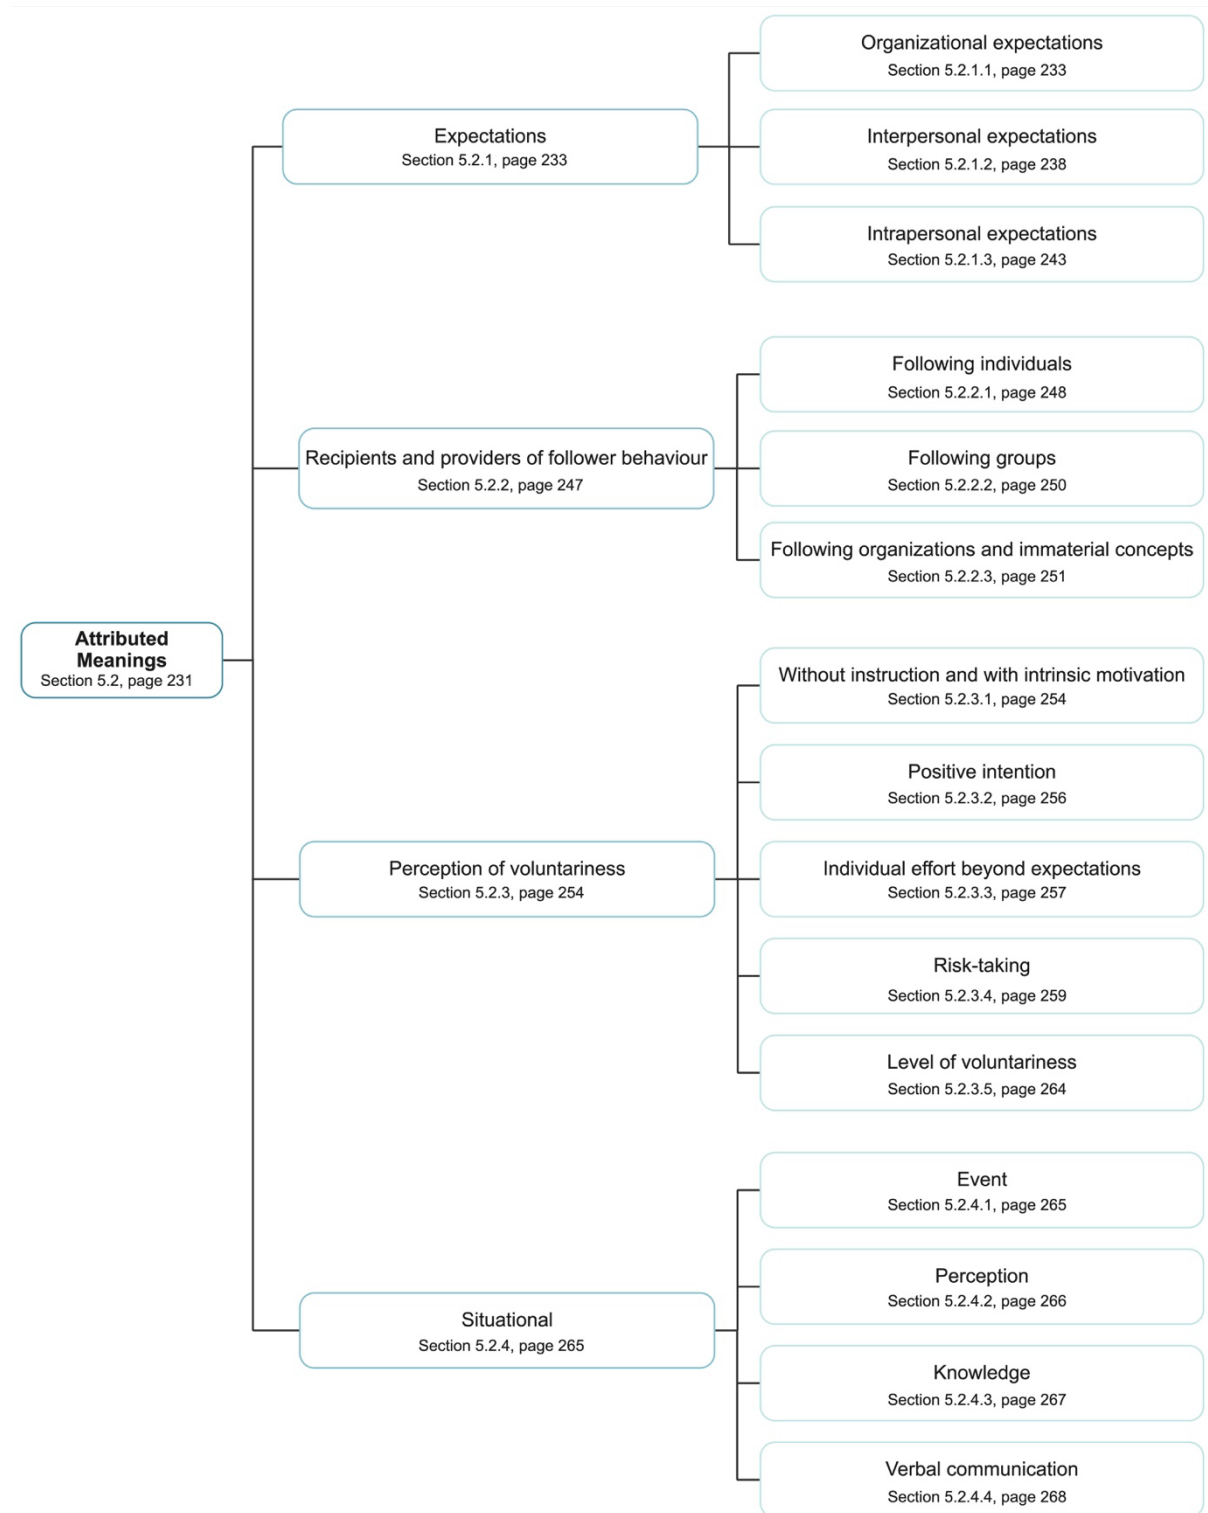 Attributed
Meanings
Section 5.2, page 231
Expectations
Section 5.2.1, page 233
Organizational expectations
Section 5.2.1.1, page 233
Interpersonal expectations
Section 5.2.1.2, page 238
Intrapersonal expectations
Section 5.2.1.3, page 243
Recipients and providers of follower behaviour
Section 5.2.2, page 247
Following individuals
Section 5.2.2.1, page 248
Following groups
Section 5.2.2.2, page 250
Following organizations and immaterial concepts
Section 5.2.2.3, page 251
Perception of voluntariness
Section 5.2.3, page 254
Without instruction and with intrinsic motivation
Section 5.2.3.1, page 254
Positive intention
Section 5.2.3.2, page 256
Individual effort beyond expectations
Section 5.2.3.3, page 257
Risk-taking
Section 5.2.3.4, page 259
Level of voluntariness
Section 5.2.3.5, page 264
Situational
Section 5.2.4, page 265
Event
Section 5.2.4.1, page 265
Perception
Section 5.2.4.2, page 266
Knowledge
Section 5.2.4.3, page 267
Verbal communication
Section 5.2.4.4, page 268